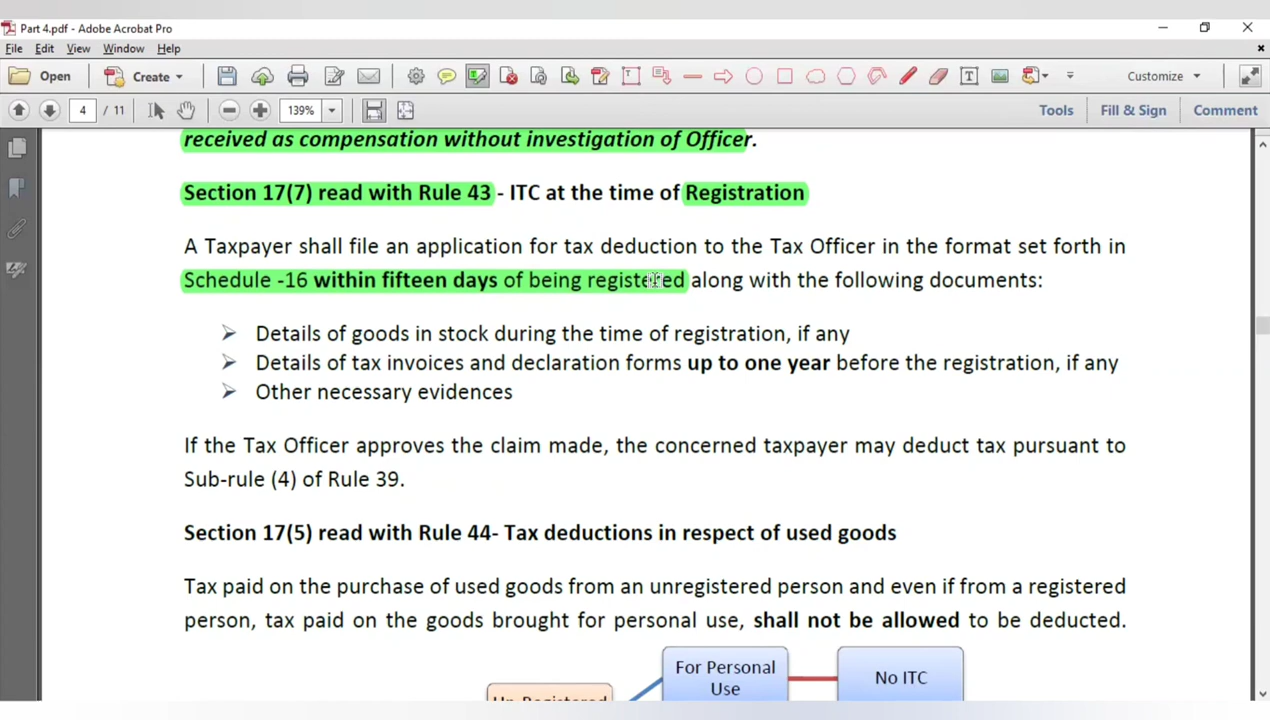 Part 4.pdf - Adobe Acrobat Pro
File Edit View Window Help
Open Create Customize
4 / 11 139% Tools Fill & Sign Comment
received as compensation without investigation of Officer.
Section 17(7) read with Rule 43 - ITC at the time of Registration
A Taxpayer shall file an application for tax deduction to the Tax Officer in the format set forth in
Schedule -16 within fifteen days of being registered along with the following documents:
Details of goods in stock during the time of registration, if any
Details of tax invoices and declaration forms up to one year before the registration, if any
Other necessary evidences
If the Tax Officer approves the claim made, the concerned taxpayer may deduct tax pursuant to
Sub-rule (4) of Rule 39.
Section 17(5) read with Rule 44- Tax deductions in respect of used goods
Tax paid on the purchase of used goods from an unregistered person and even if from a registered
person, tax paid on the goods brought for personal use, shall not be allowed to be deducted.
For Personal
Use
No ITC
Un-Registered